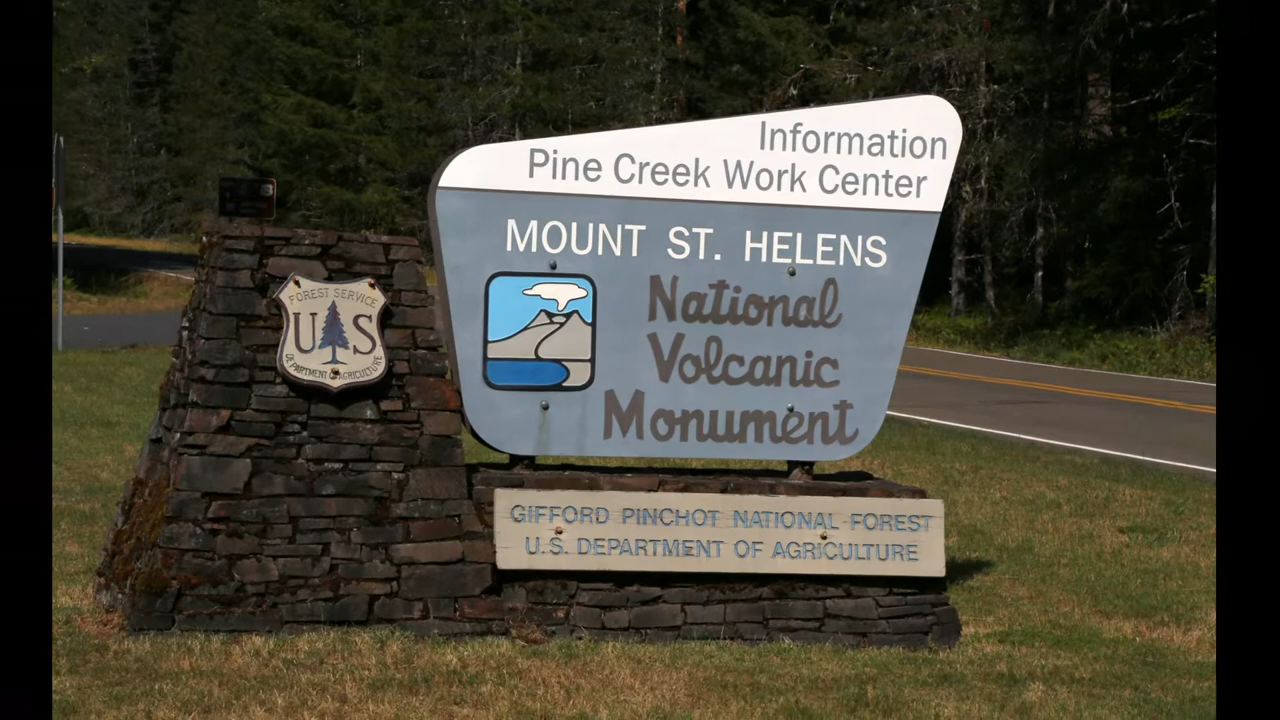 Information
Pine Creek Work Center
MOUNT ST. HELENS
National
Volcanic
Monument
FOREST SERVICE
U S
DEPARTMENT OF AGRICULTURE
GIFFORD PINCHOT NATIONAL FOREST
U.S. DEPARTMENT OF AGRICULTURE